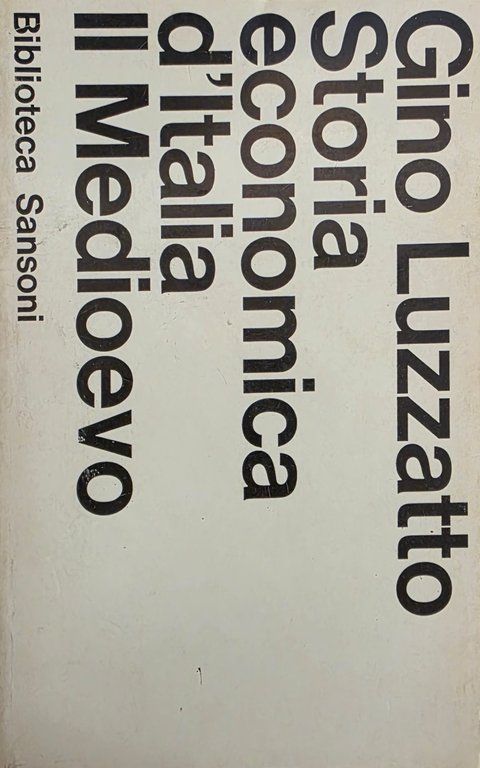 Gino Luzzatto
Storia
economica
d'Italia
Il Medioevo
Biblioteca Sansoni